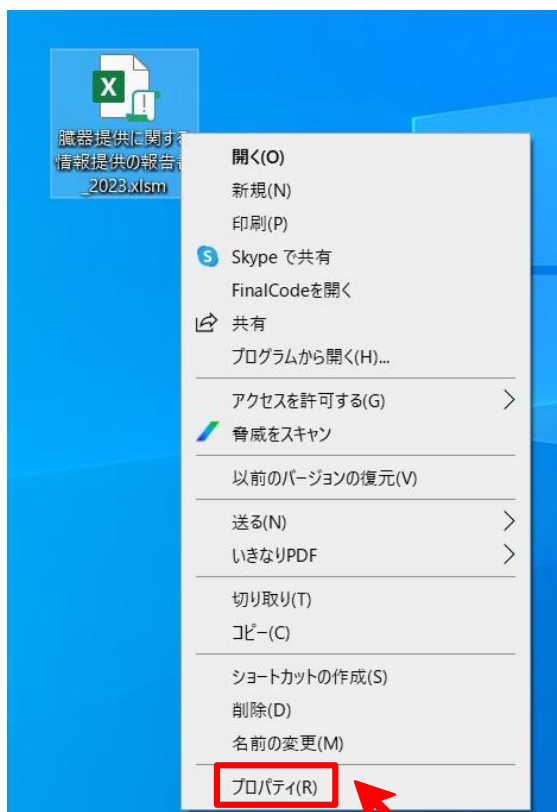 臓器提供に関する
情報提供の報告
_2023.xlsm
開く(O)
新規(N)
印刷(P)
Skype で共有
FinalCodeを開く
共有
プログラムから開く(H)...
アクセスを許可する(G)
脅威をスキャン
以前のバージョンの復元(V)
送る(N)
いきなりPDF
切り取り(T)
コピー(C)
ショートカットの作成(S)
削除(D)
名前の変更(M)
プロパティ(R)